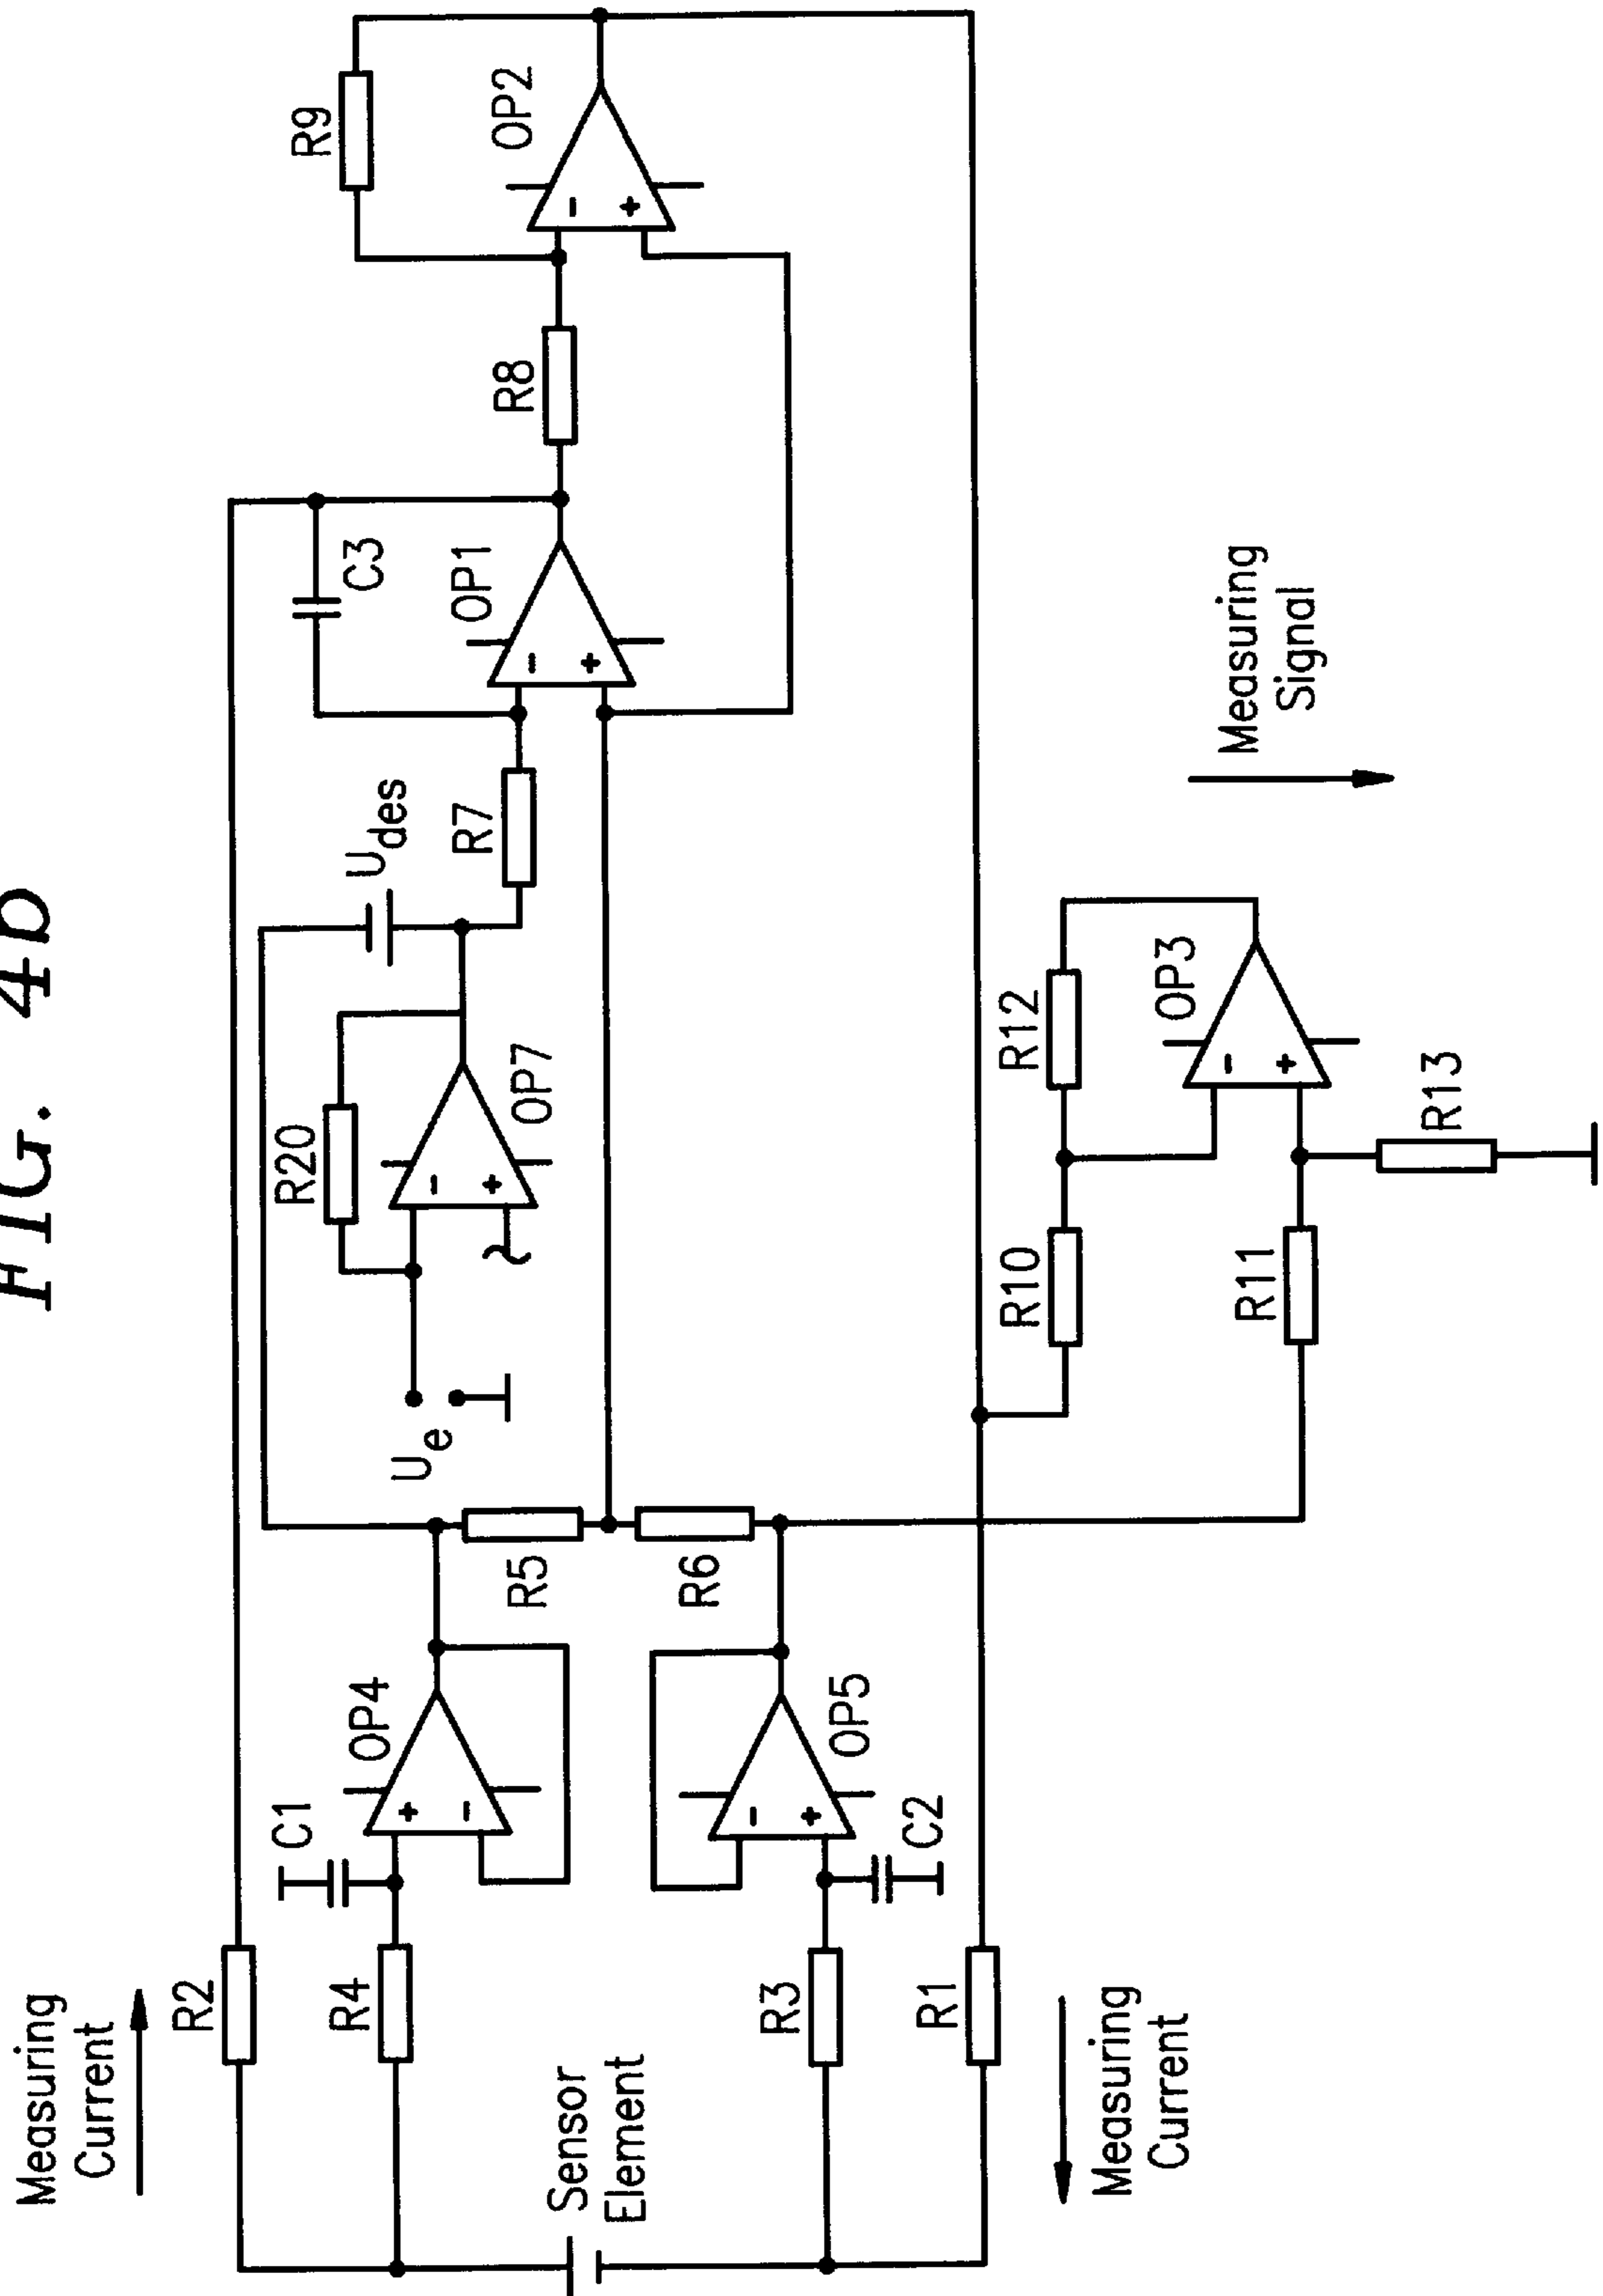 FIG. 4b
Measuring
Current
R2
C1
R4
OP4
R5
Sensor
Element
R3
C2
OP5
R6
R1
Measuring
Current
Ue
R20
OP7
Udes
R7
C3
OP1
R8
R9
OP2
R10
R12
OP3
R11
R13
Measuring
Signal
+
-
-
+
-
+
-
+
-
+
-
+